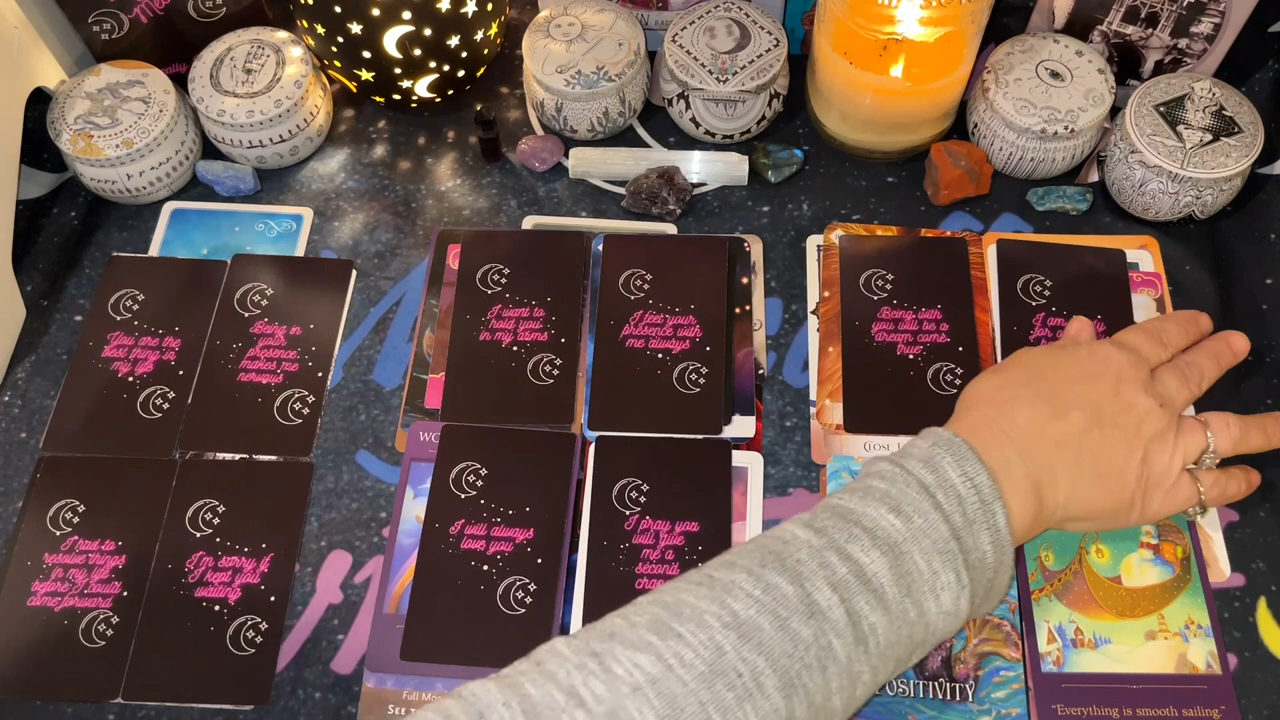 25
You are the
best thing in
my life
Being in
your
presence
makes me
nervous
I want to
hold you
in my arms
I feel your
presence with
me always
Being with
you will be a
dream come
true
I am
for
I had to
resolve things
in my life
before I could
come forward
I'm sorry if
I kept you
waiting
I will always
love you
I pray you
will give
me a
second
POSITIVITY
"Everything is smooth sailing."
Full Moo
SEE